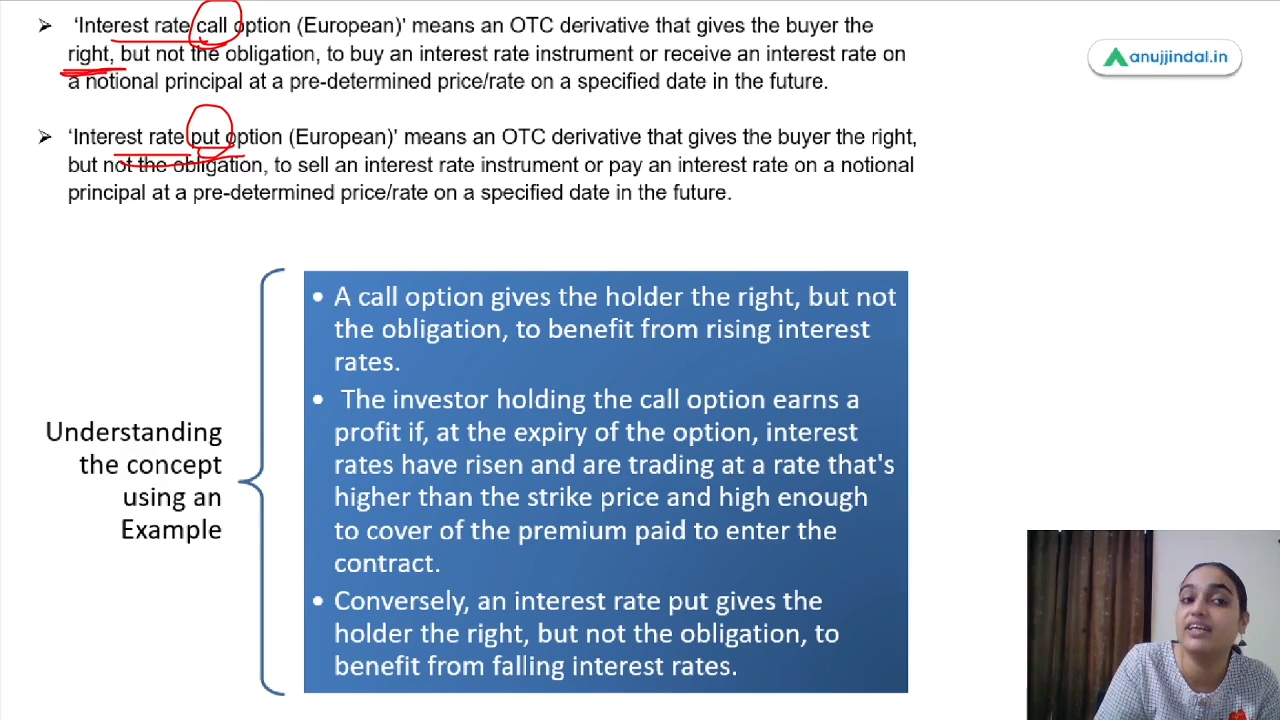 ➢ 'Interest rate call option (European)' means an OTC derivative that gives the buyer the
right, but not the obligation, to buy an interest rate instrument or receive an interest rate on
a notional principal at a pre-determined price/rate on a specified date in the future.
➢ 'Interest rate put option (European)' means an OTC derivative that gives the buyer the right,
but not the obligation, to sell an interest rate instrument or pay an interest rate on a notional
principal at a pre-determined price/rate on a specified date in the future.
anujjindal.in
Understanding
the concept
using an
Example
• A call option gives the holder the right, but not
the obligation, to benefit from rising interest
rates.
• The investor holding the call option earns a
profit if, at the expiry of the option, interest
rates have risen and are trading at a rate that's
higher than the strike price and high enough
to cover of the premium paid to enter the
contract.
• Conversely, an interest rate put gives the
holder the right, but not the obligation, to
benefit from falling interest rates.